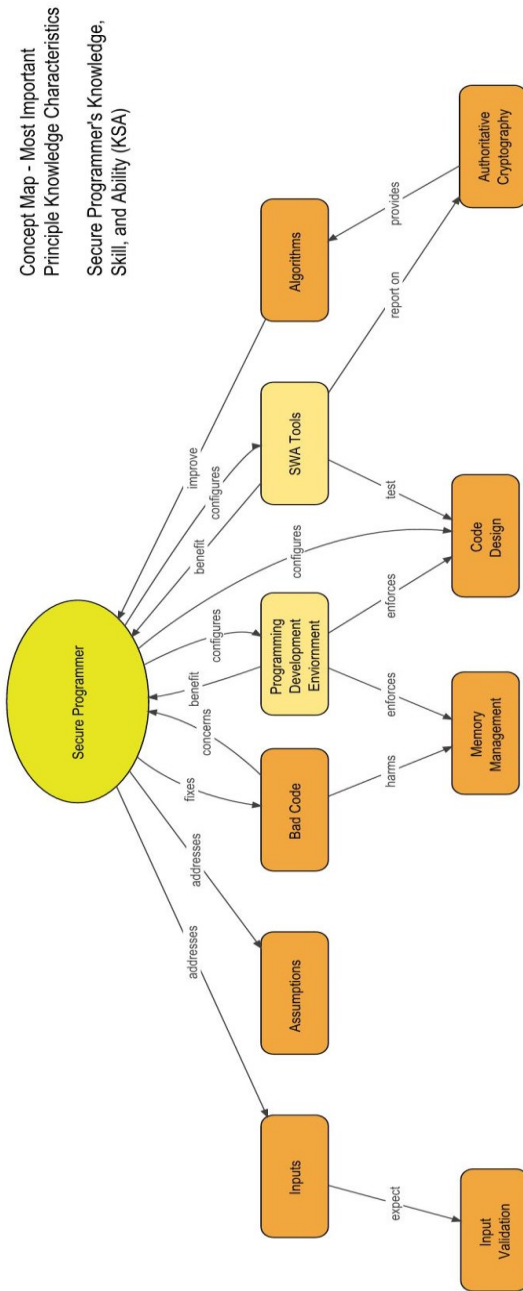 Concept Map - Most Important
Principle Knowledge Characteristics
Secure Programmer's Knowledge,
Skill, and Ability (KSA)
Secure Programmer
addresses
addresses
fixes
concerns
benefit
configures
configures
benefit
configures
improve
Inputs
Assumptions
Bad Code
Programming
Development
Enviornment
SWA Tools
Algorithms
expect
harms
enforces
enforces
test
report on
provides
Input
Validation
Memory
Management
Code
Design
Authoritative
Cryptography